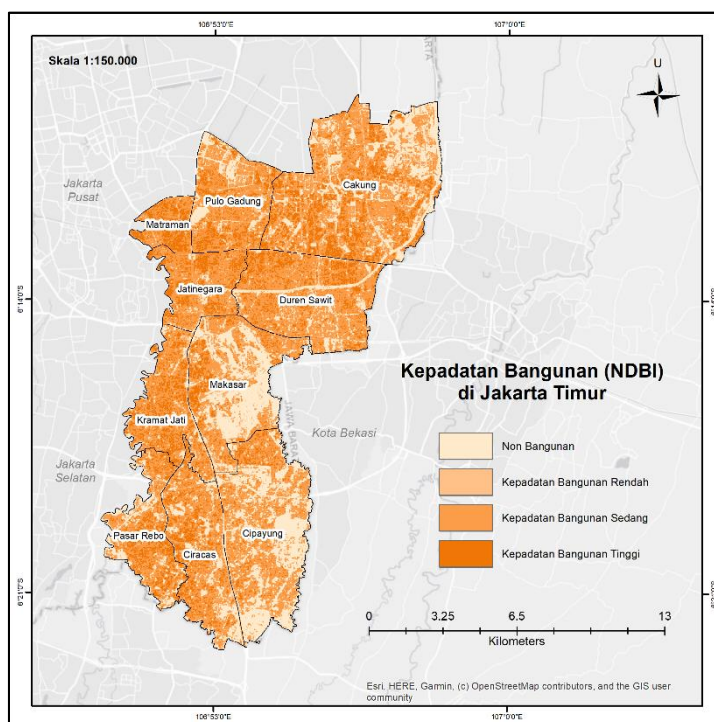 106°53'0"E
107°0'0"E
Skala 1:150.000
U
Jakarta
Pusat
Cakung
Pulo Gadung
Matraman
6°14'0"S
Jatinegara
Duren Sawit
Makasar
Kepadatan Bangunan (NDBI)
di Jakarta Timur
Kramat Jati
JAWA BARAT
Kota Bekasi
Non Bangunan
Jakarta
Selatan
Kepadatan Bangunan Rendah
Kepadatan Bangunan Sedang
Pasar Rebo
Ciracas
Cipayung
Kepadatan Bangunan Tinggi
6°21'0"S
0 3.25 6.5 13
Kilometers
Esri, HERE, Garmin, (c) OpenStreetMap contributors, and the GIS user
community
106°53'0"E
107°0'0"E